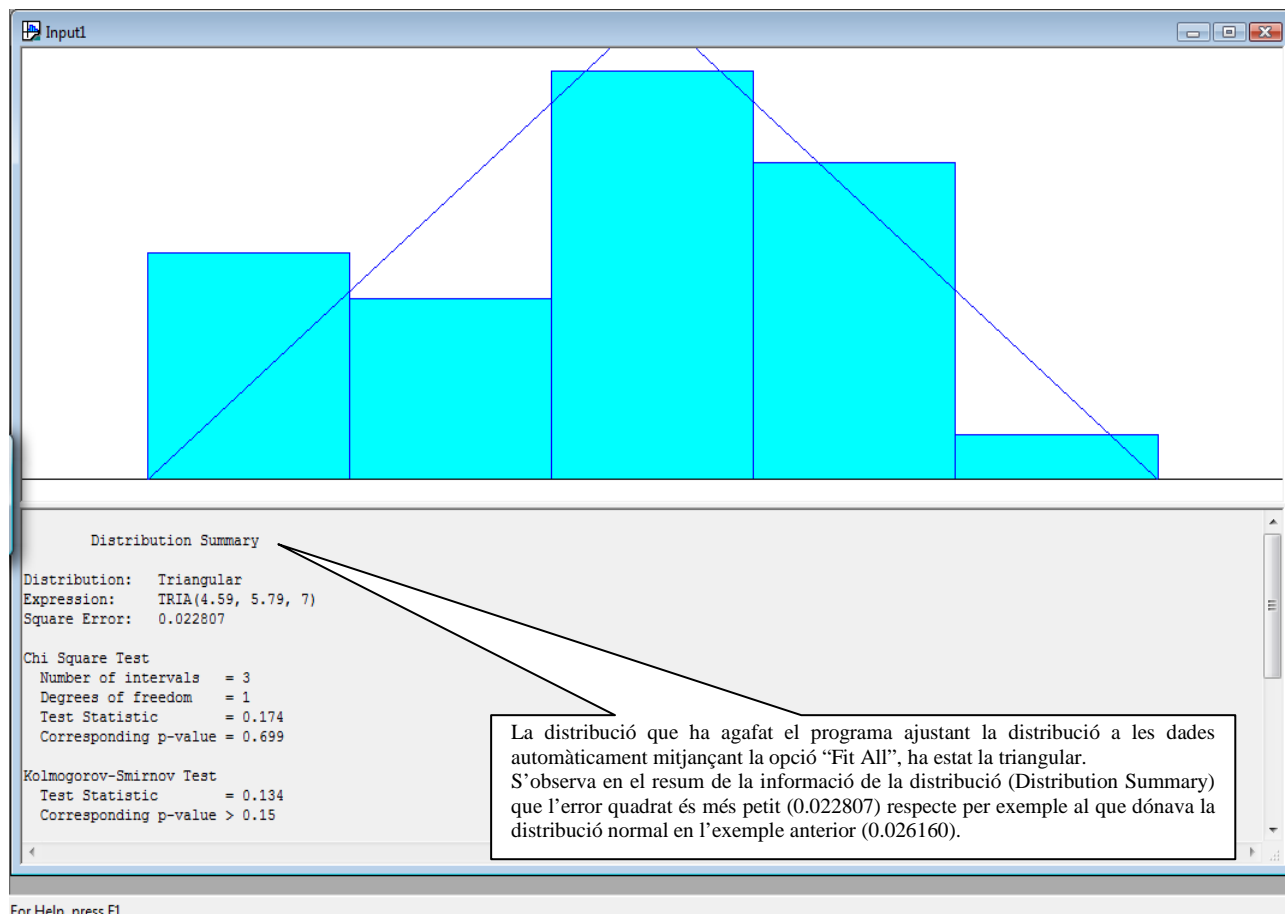 Input1
Distribution Summary
Distribution: Triangular
Expression: TRIA(4.59, 5.79, 7)
Square Error: 0.022807
Chi Square Test
Number of intervals = 3
Degrees of freedom = 1
Test Statistic = 0.174
Corresponding p-value = 0.699
Kolmogorov-Smirnov Test
Test Statistic = 0.134
Corresponding p-value > 0.15
La distribució que ha agafat el programa ajustant la distribució a les dades
automàticament mitjançant la opció “Fit All”, ha estat la triangular.
S’observa en el resum de la informació de la distribució (Distribution Summary)
que l’error quadrat és més petit (0.022807) respecte per exemple al que dónava la
distribució normal en l’exemple anterior (0.026160).
For Help, press F1